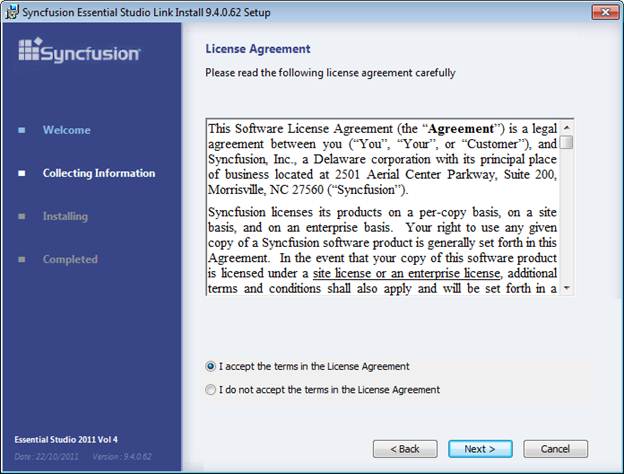 Syncfusion Essential Studio Link Install 9.4.0.62 Setup
Syncfusion
Welcome
Collecting Information
Installing
Completed
Essential Studio 2011 Vol 4
Date : 22/10/2011 Version : 9.4.0.62
License Agreement
Please read the following license agreement carefully
This Software License Agreement (the “Agreement”) is a legal
agreement between you (“You”, “Your”, or “Customer”), and
Syncfusion, Inc., a Delaware corporation with its principal place
of business located at 2501 Aerial Center Parkway, Suite 200,
Morrisville, NC 27560 (“Syncfusion”).
Syncfusion licenses its products on a per-copy basis, on a site
basis, and on an enterprise basis. Your right to use any given
copy of a Syncfusion software product is generally set forth in this
Agreement. In the event that your copy of this software product
is licensed under a site license or an enterprise license, additional
terms and conditions shall also apply and will be set forth in a
I accept the terms in the License Agreement
I do not accept the terms in the License Agreement
< Back
Next >
Cancel